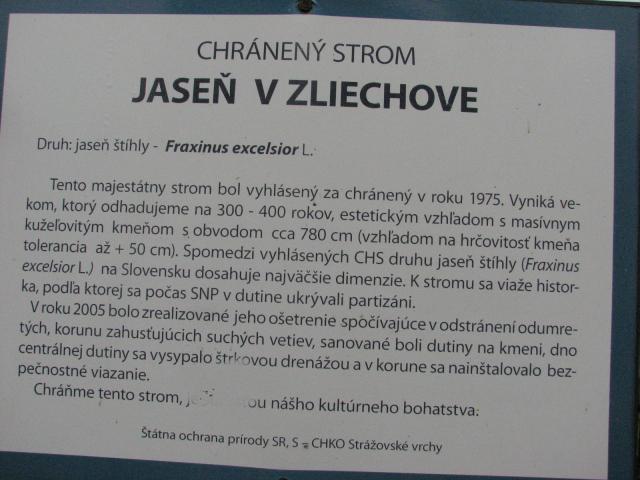 CHRÁNENÝ STROM
JASEŇ V ZLIECHOVE
Druh: jaseň štíhly - Fraxinus excelsior L.
Tento majestátny strom bol vyhlásený za chránený v roku 1975. Vyniká ve-
kom, ktorý odhadujeme na 300 - 400 rokov, estetickým vzhľadom s masívnym
kužeľovitým kmeňom s obvodom cca 780 cm (vzhľadom na hrčovitosť kmeňa
tolerancia až + 50 cm). Spomedzi vyhlásených CHS druhu jaseň štíhly (Fraxinus
excelsior L.) na Slovensku dosahuje najväčšie dimenzie. K stromu sa viaže histor-
ka, podľa ktorej sa počas SNP v dutine ukrývali partizáni.
V roku 2005 bolo zrealizované jeho ošetrenie spočívajúce v odstránení odumre-
tých, korunu zahusťujúcich suchých vetiev, sanované boli dutiny na kmeni, dno
centrálnej dutiny sa vysypalo štrkovou drenážou a v korune sa nainštalovalo bez-
pečnostné viazanie.
Chráňme tento strom, nášho kultúrneho bohatstva.
Štátna ochrana prírody SR, S - CHKO Strážovské vrchy